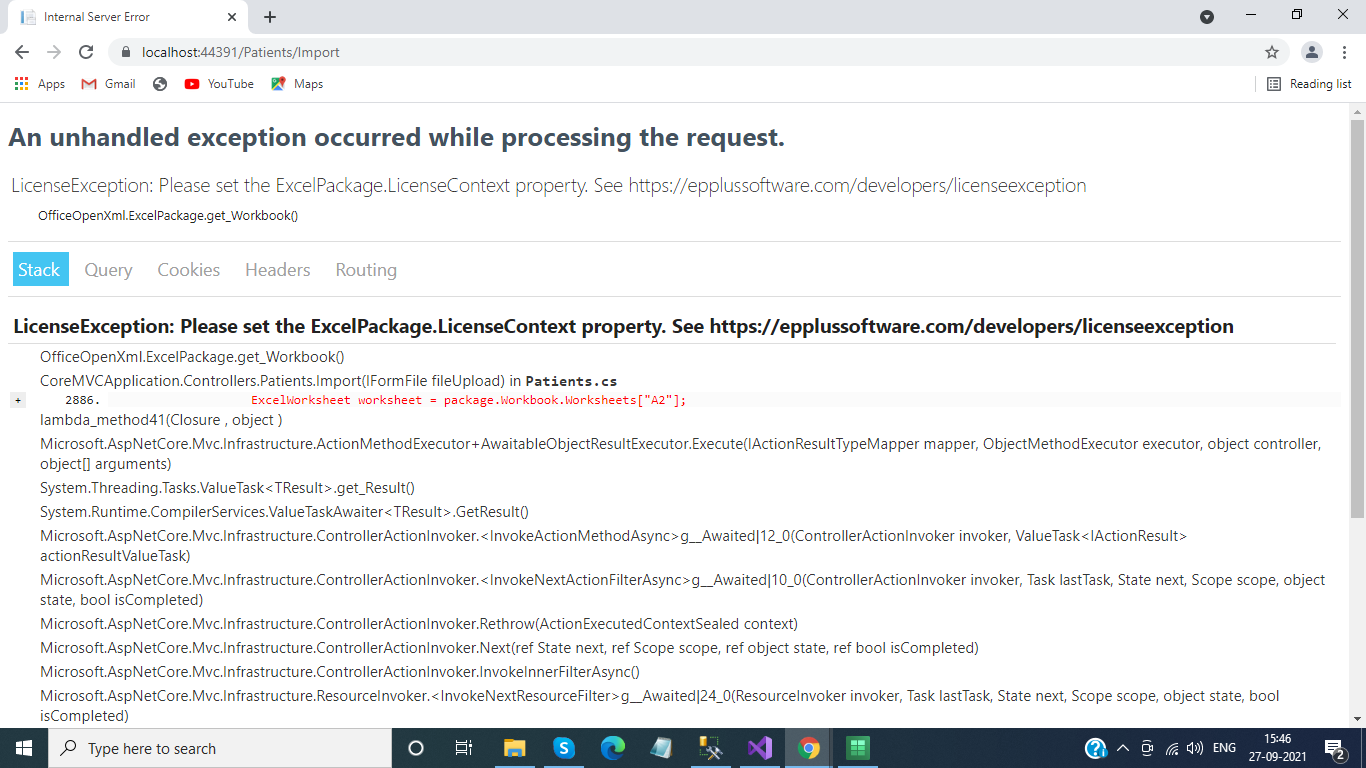 Internal Server Error
localhost:44391/Patients/Import
Apps
Gmail
YouTube
Maps
Reading list
An unhandled exception occurred while processing the request.
LicenseException: Please set the ExcelPackage.LicenseContext property. See https://epplussoftware.com/developers/licenseexception
OfficeOpenXml.ExcelPackage.get_Workbook()
Stack Query Cookies Headers Routing
LicenseException: Please set the ExcelPackage.LicenseContext property. See https://epplussoftware.com/developers/licenseexception
OfficeOpenXml.ExcelPackage.get_Workbook()
CoreMVCApplication.Controllers.Patients.Import(IFormFile fileUpload) in Patients.cs
+ 2886. ExcelWorksheet worksheet = package.Workbook.Worksheets["A2"];
lambda_method41(Closure , object )
Microsoft.AspNetCore.Mvc.Infrastructure.ActionMethodExecutor+AwaitableObjectResultExecutor.Execute(IActionResultTypeMapper mapper, ObjectMethodExecutor executor, object controller,
object[] arguments)
System.Threading.Tasks.ValueTask<TResult>.get_Result()
System.Runtime.CompilerServices.ValueTaskAwaiter<TResult>.GetResult()
Microsoft.AspNetCore.Mvc.Infrastructure.ControllerActionInvoker.<InvokeActionMethodAsync>g__Awaited|12_0(ControllerActionInvoker invoker, ValueTask<IActionResult>
actionResultValueTask)
Microsoft.AspNetCore.Mvc.Infrastructure.ControllerActionInvoker.<InvokeNextActionFilterAsync>g__Awaited|10_0(ControllerActionInvoker invoker, Task lastTask, State next, Scope scope, object
state, bool isCompleted)
Microsoft.AspNetCore.Mvc.Infrastructure.ControllerActionInvoker.Rethrow(ActionExecutedContextSealed context)
Microsoft.AspNetCore.Mvc.Infrastructure.ControllerActionInvoker.Next(ref State next, ref Scope scope, ref object state, ref bool isCompleted)
Microsoft.AspNetCore.Mvc.Infrastructure.ControllerActionInvoker.InvokeInnerFilterAsync()
Microsoft.AspNetCore.Mvc.Infrastructure.ResourceInvoker.<InvokeNextResourceFilter>g__Awaited|24_0(ResourceInvoker invoker, Task lastTask, State next, Scope scope, object state, bool
isCompleted)
Type here to search
ENG
15:46
27-09-2021
2